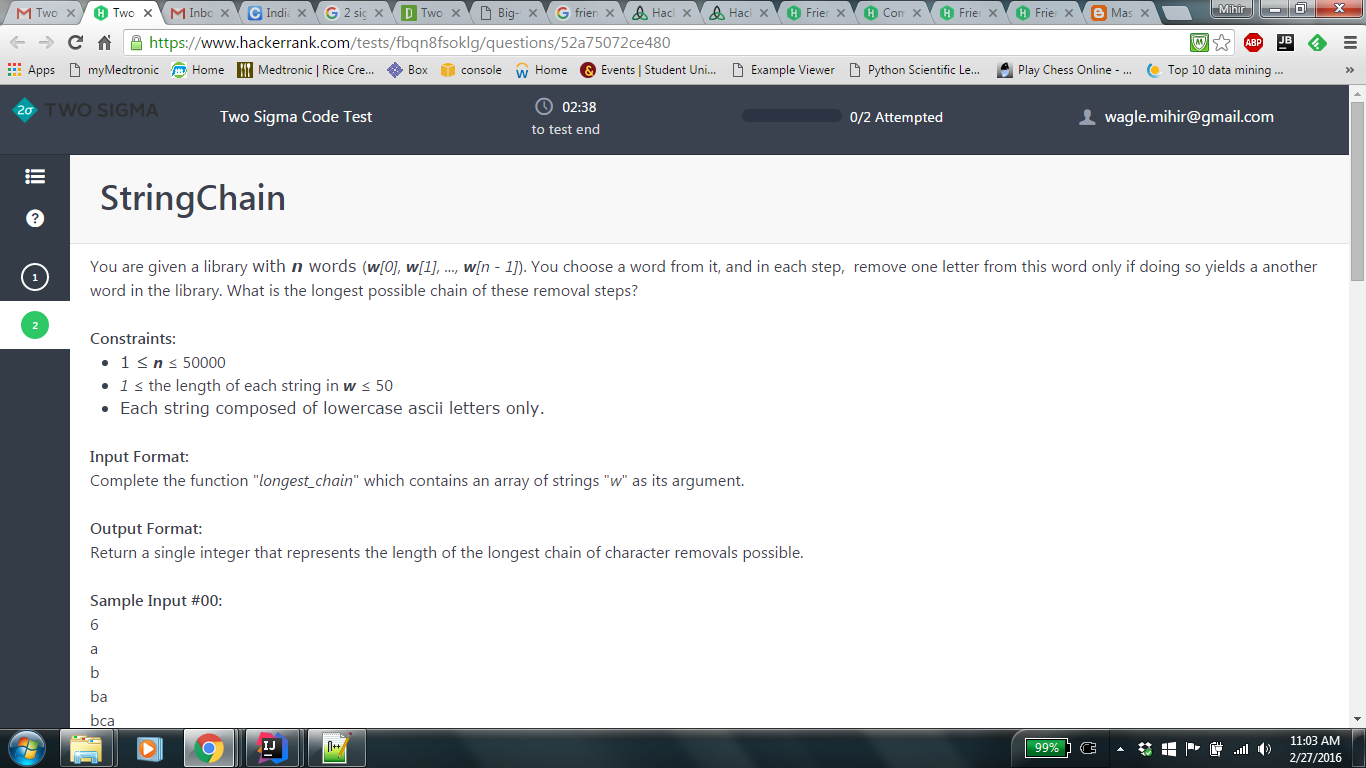 Two
Two
Inbo
India
2 sig
Two
Big-
frien
Hacl
Hacl
Frier
Con
Frier
Frier
Mas
Mihir
https://www.hackerrank.com/tests/fbqn8fsoklg/questions/52a75072ce480
ABP
JB
Apps
myMedtronic
Home
Medtronic | Rice Cre...
Box
console
Home
Events | Student Uni...
Example Viewer
Python Scientific Le...
Play Chess Online - ...
Top 10 data mining ...
»
2σ TWO SIGMA
Two Sigma Code Test
02:38
to test end
0/2 Attempted
wagle.mihir@gmail.com
?
1
2
StringChain
You are given a library with n words (w[0], w[1], ..., w[n - 1]). You choose a word from it, and in each step,  remove one letter from this word only if doing so yields a another
word in the library. What is the longest possible chain of these removal steps?
Constraints:
• 1 ≤ n ≤ 50000
• 1 ≤ the length of each string in w ≤ 50
• Each string composed of lowercase ascii letters only.
Input Format:
Complete the function "longest_chain" which contains an array of strings "w" as its argument.
Output Format:
Return a single integer that represents the length of the longest chain of character removals possible.
Sample Input #00:
6
a
b
ba
bca
99%
11:03 AM
2/27/2016